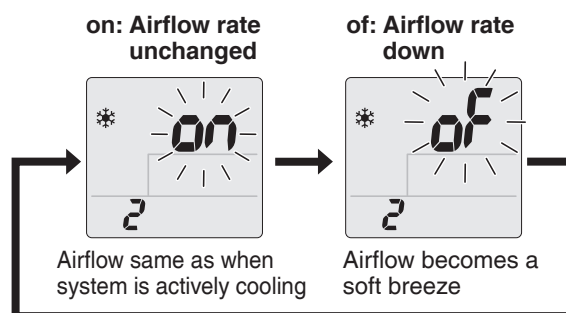 on: Airflow rate
unchanged
of: Airflow rate
down
on
2
oF
2
Airflow same as when
system is actively cooling
Airflow becomes a
soft breeze